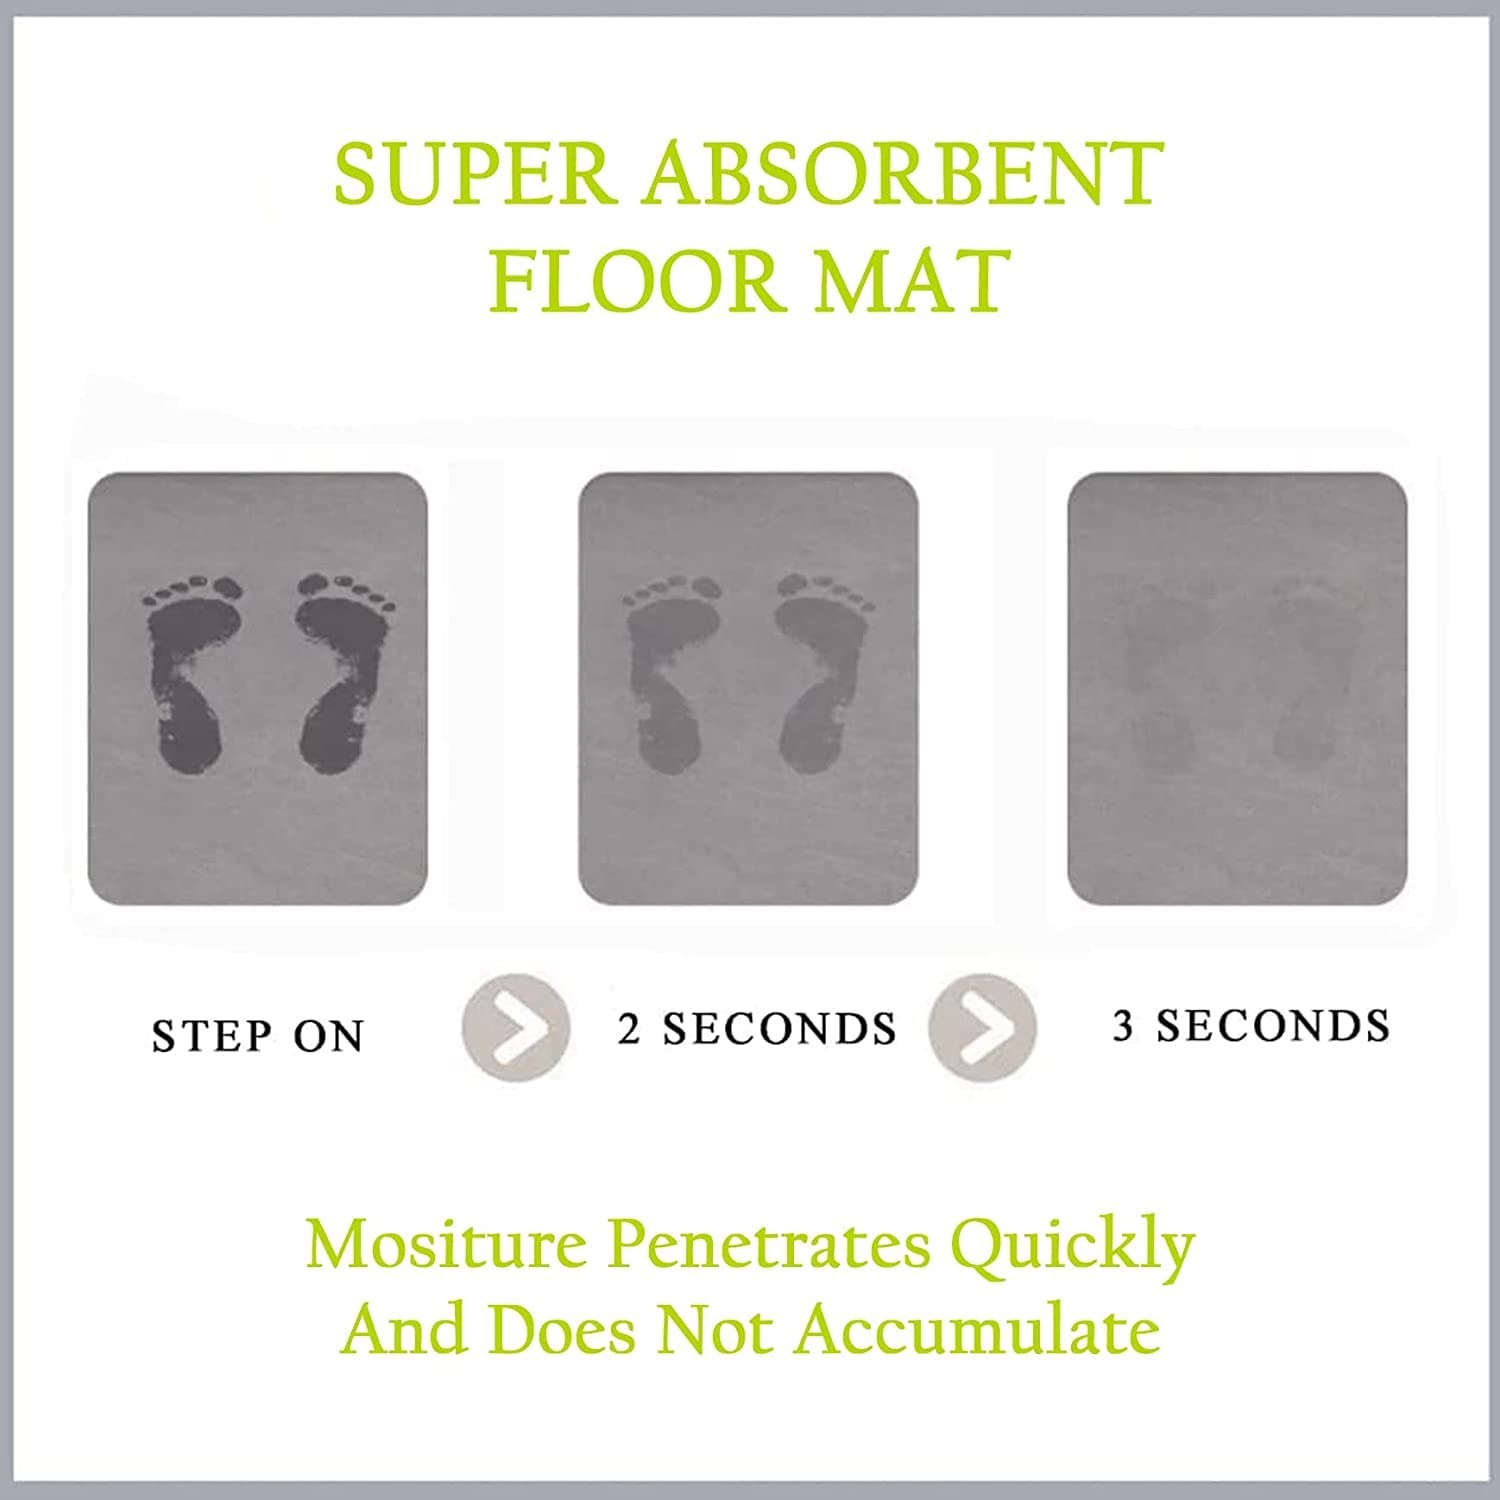 SUPER ABSORBENT
FLOOR MAT
STEP ON
2 SECONDS
3 SECONDS
Mositure Penetrates Quickly
And Does Not Accumulate